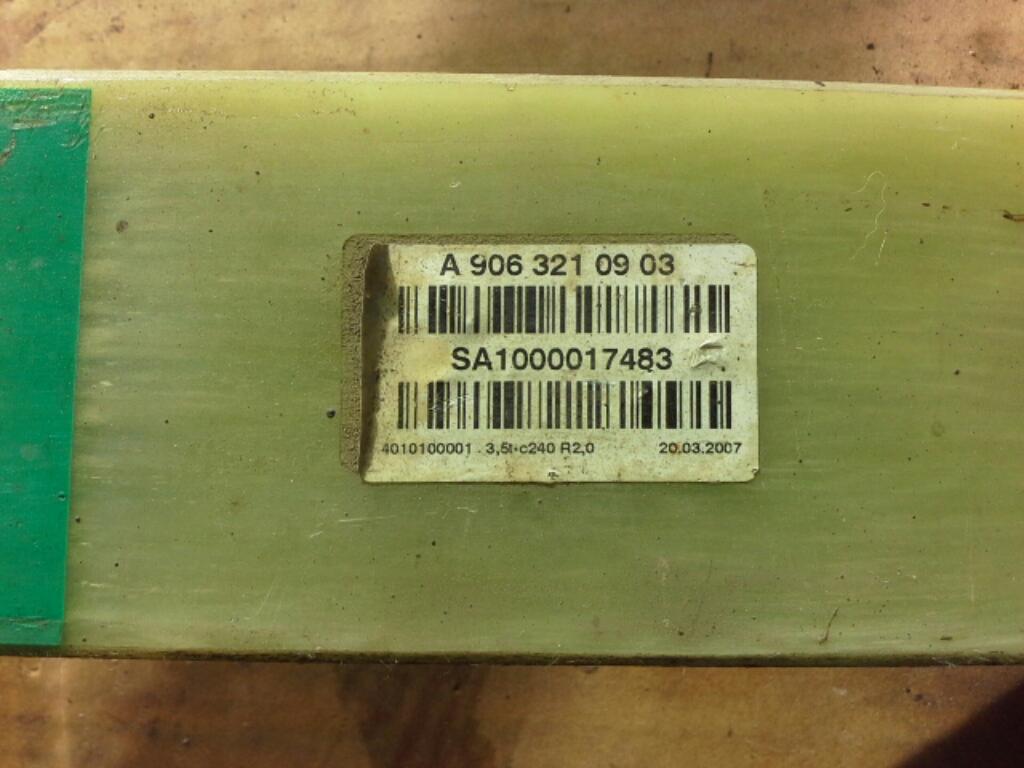 A 906 321 09 03
SA1000017483
4010100001 . 3,5t-c240 R2,0 20.03.2007